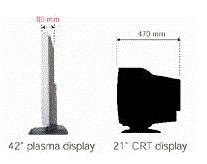 89 mm
470 mm
42" plasma display
21" CRT display